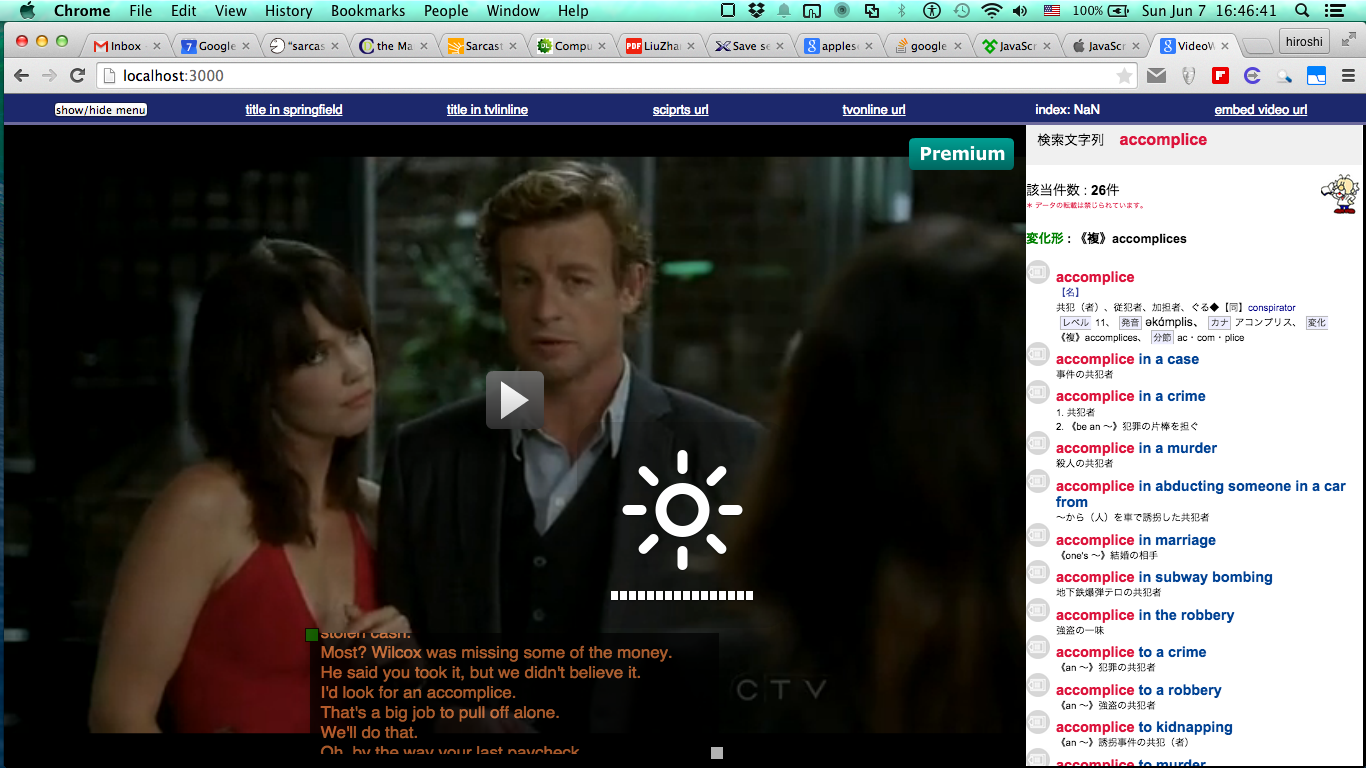 Chrome File Edit View History Bookmarks People Window Help 100% Sun Jun 7 16:46:41
Inbox Google "sarcas the Ma Sarcast Compu LiuZhar Save se applesc google JavaScr JavaScr VideoW hiroshi
localhost:3000
show/hide menu title in springfield title in tvlinline sciprts url tvonline url index: NaN embed video url
Premium
検索文字列 accomplice
該当件数 : 26件
＊ データの転載は禁じられています。
変化形 : 《複》accomplices
accomplice
【名】
共犯（者）、従犯者、加担者、ぐる◆【同】conspirator
レベル 11、 発音 əkάmplis、 カナ アコンプリス、 変化
《複》accomplices、 分節 ac・com・plice
accomplice in a case
事件の共犯者
accomplice in a crime
1. 共犯者
2. 《be an ～》犯罪の片棒を担ぐ
accomplice in a murder
殺人の共犯者
accomplice in abducting someone in a car
from
～から（人）を車で誘拐した共犯者
accomplice in marriage
《one's ～》結婚の相手
accomplice in subway bombing
地下鉄爆弾テロの共犯者
accomplice in the robbery
強盗の一味
accomplice to a crime
《an ～》犯罪の共犯者
accomplice to a robbery
《an ～》強盗の共犯者
accomplice to kidnapping
《an ～》誘拐事件の共犯（者）
accomplice to murder
stolen cash.
Most? Wilcox was missing some of the money.
He said you took it, but we didn't believe it.
I'd look for an accomplice.
That's a big job to pull off alone.
We'll do that.
Oh, by the way your last paycheck
CTV